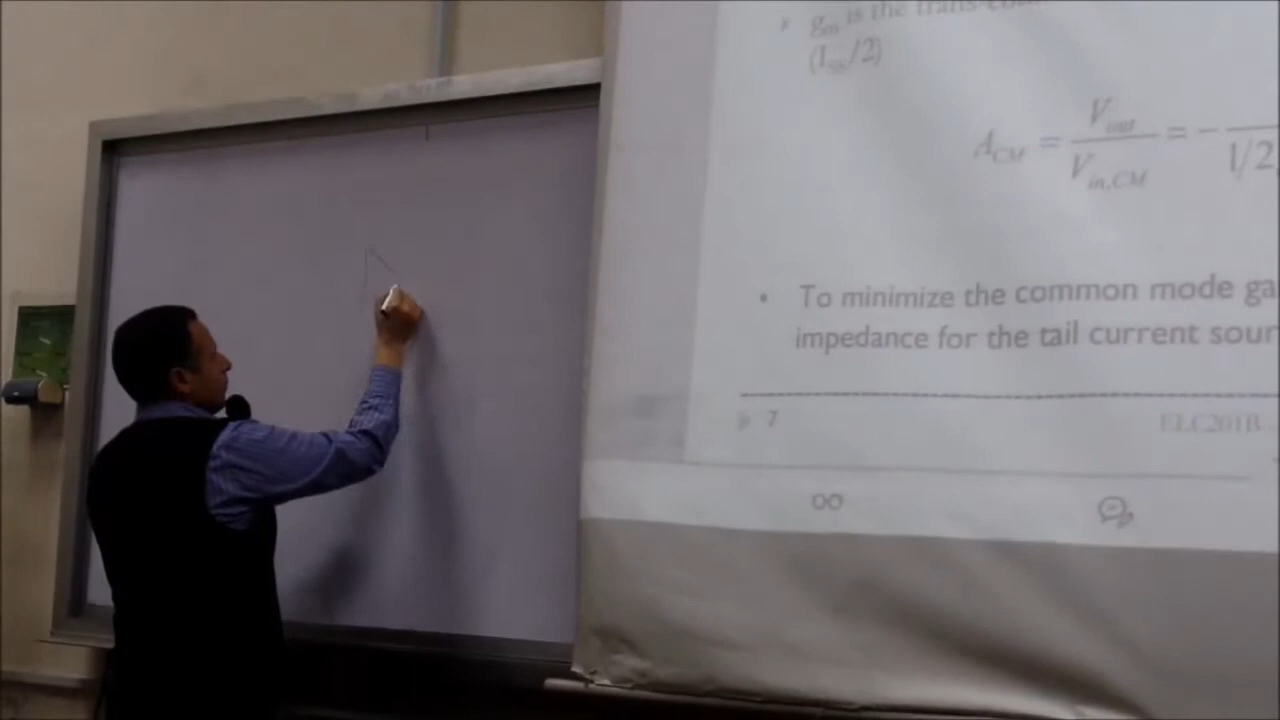 g_m is the trans-
(I_SS/2)
A_CM = V_out / V_in,CM = - 1/2
• To minimize the common mode ga
impedance for the tail current sour
7
ELC201B